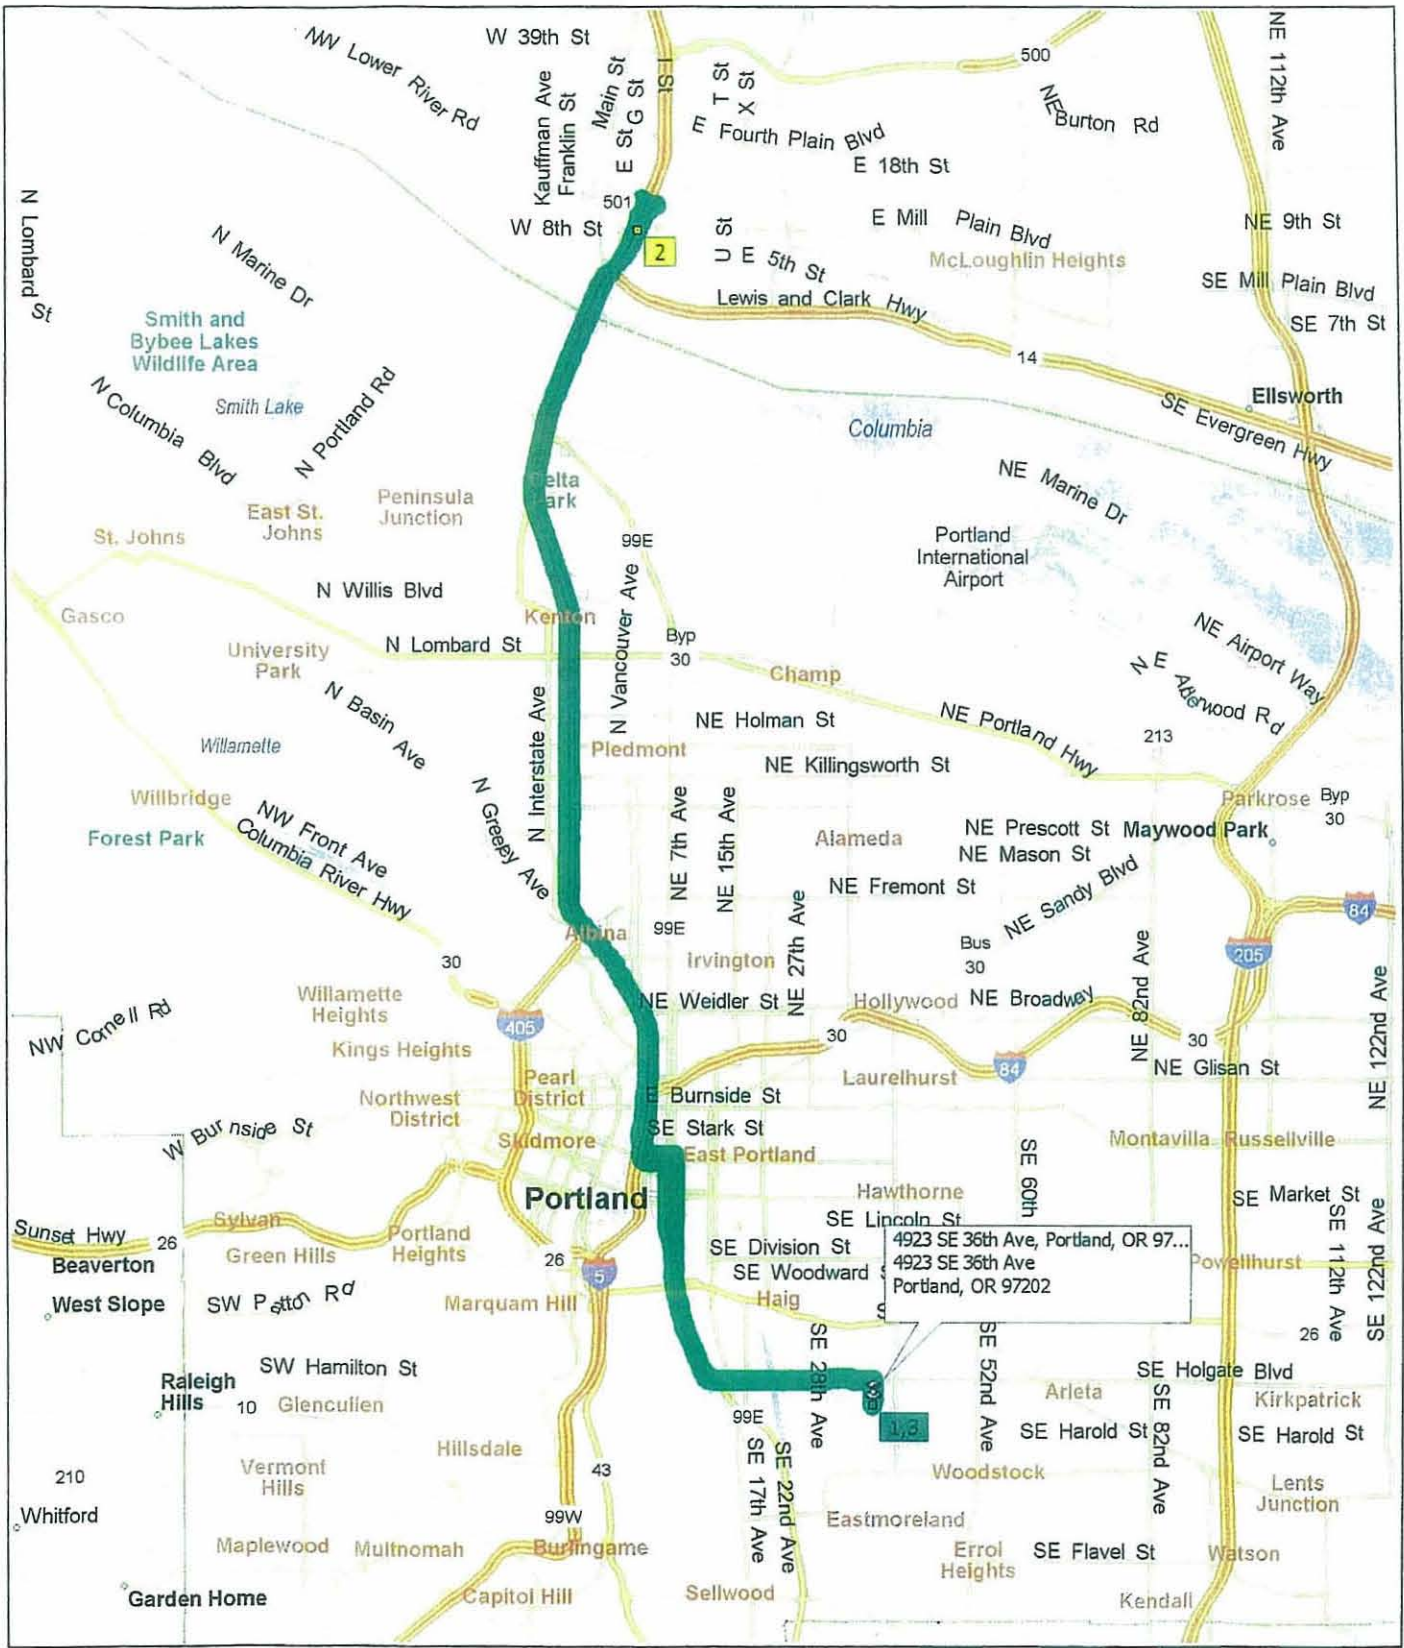 W 39th St
NW Lower River Rd
Kauffman Ave
Franklin St
Main St
E St
G St
I St
T St
X St
500
NE Burton Rd
NE 112th Ave
E Fourth Plain Blvd
E 18th St
501
W 8th St
2
U St
E 5th St
E Mill Plain Blvd
McLoughlin Heights
NE 9th St
SE Mill Plain Blvd
SE 7th St
N Lombard St
N Marine Dr
Smith and
Bybee Lakes
Wildlife Area
Smith Lake
N Columbia Blvd
N Portland Rd
Lewis and Clark Hwy
14
Ellsworth
SE Evergreen Hwy
Columbia
NE Marine Dr
Delta
Park
Peninsula
Junction
East St.
Johns
St. Johns
99E
Portland
International
Airport
N Willis Blvd
Gasco
Kenton
N Vancouver Ave
N Lombard St
Byp
30
University
Park
Champ
NE Airport Way
N Basin Ave
N Interstate Ave
NE Holman St
NE Portland Hwy
213
Willamette
Piedmont
NE Killingsworth St
Willbridge
N Greeley Ave
NE 7th Ave
NE 15th Ave
Parkrose
Byp
30
Forest Park
NW Front Ave
Columbia River Hwy
Alameda
NE Prescott St
Maywood Park
NE Mason St
NE Fremont St
NE Sandy Blvd
NE 27th Ave
84
Albina
99E
Irvington
Bus
30
205
30
NE 82nd Ave
NE 122nd Ave
Willamette
Heights
NE Weidler St
Hollywood
NE Broadway
NW Cornell Rd
405
Kings Heights
30
84
30
NE Glisan St
Laurelhurst
Pearl
District
Northwest
District
E Burnside St
W Burnside St
Skidmore
SE Stark St
East Portland
Montavilla
Russellville
SE 60th
Portland
Hawthorne
SE Market St
SE Lincoln St
Sunset Hwy
26
Sylvan
Green Hills
Portland
Heights
Beaverton
26
5
SE Division St
SE Woodward S
4923 SE 36th Ave, Portland, OR 97...
4923 SE 36th Ave
Portland, OR 97202
Powellhurst
SE 112th Ave
SE 122nd Ave
West Slope
SW Patton Rd
Marquam Hill
Haig
S
26
SE 28th Ave
SE 52nd Ave
SW Hamilton St
Raleigh
Hills
10
Glencullen
SE Holgate Blvd
Arleta
Kirkpatrick
99E
1,3
SE 82nd Ave
SE Harold St
SE Harold St
Hillsdale
SE 17th Ave
SE 22nd Ave
Vermont
Hills
210
43
Woodstock
Lents
Junction
Whitford
99W
Eastmoreland
Maplewood
Multnomah
Burlingame
Errol
Heights
SE Flavel St
Watson
Garden Home
Capitol Hill
Sellwood
Kendall